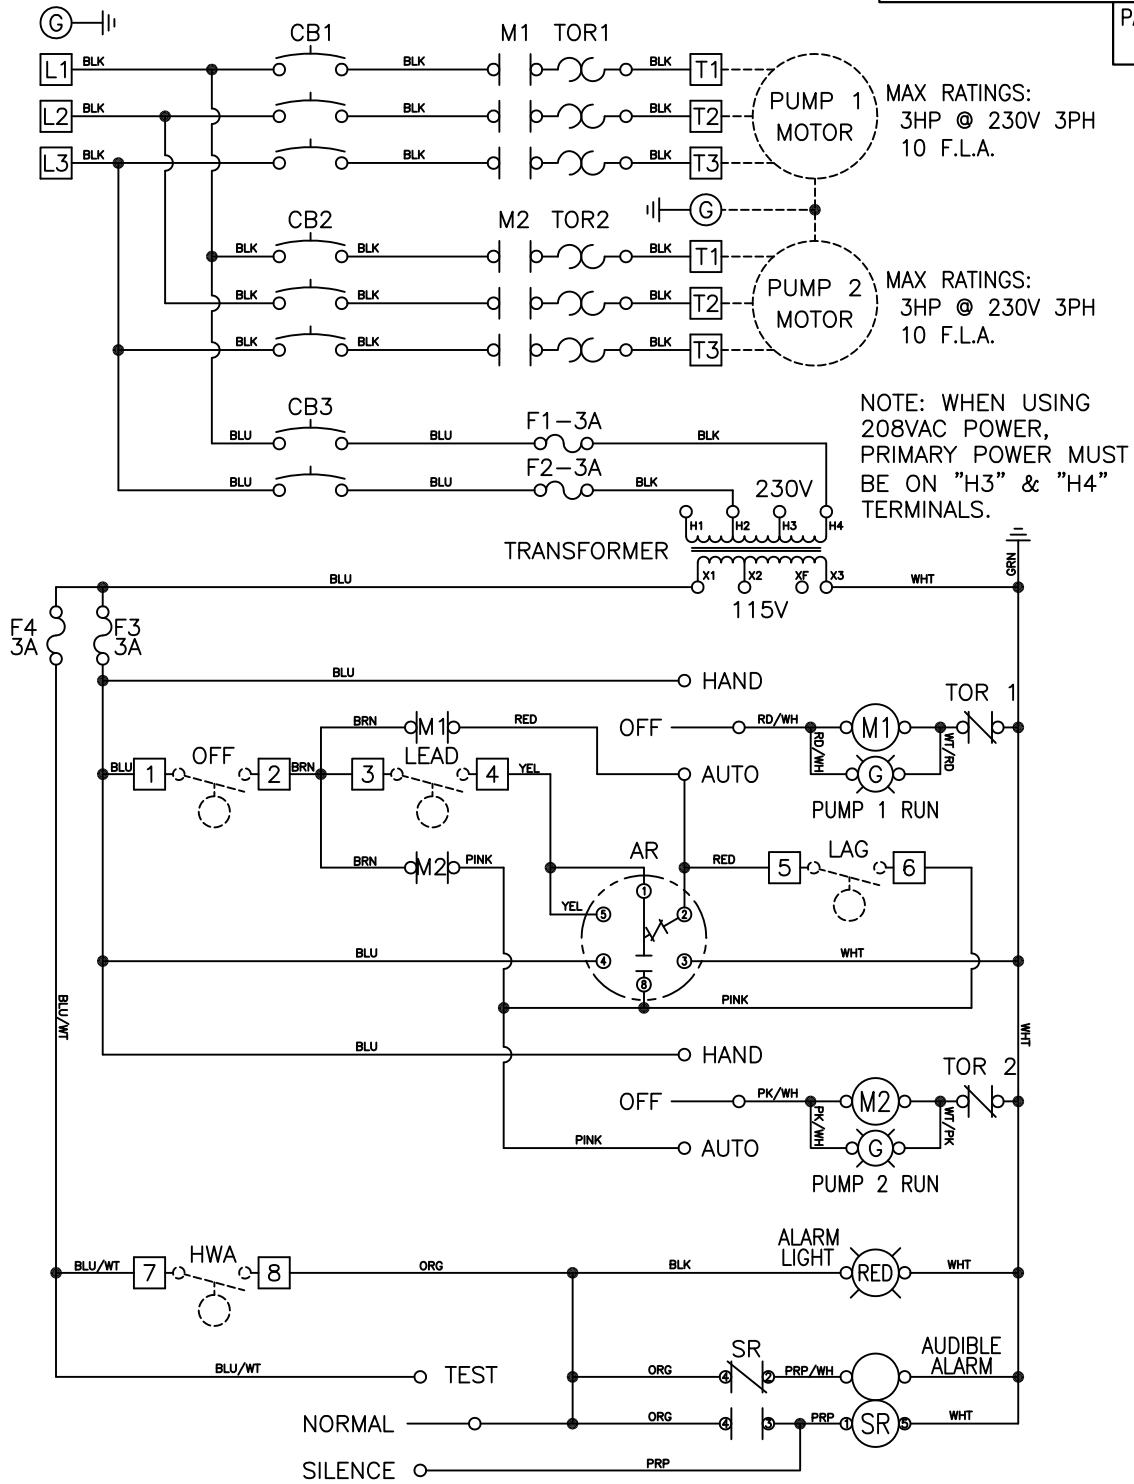 G
PA
CB1 M1 TOR1
L1 BLK BLK BLK T1
L2 BLK BLK BLK T2
L3 BLK BLK BLK T3
PUMP 1
MOTOR
MAX RATINGS:
3HP @ 230V 3PH
10 F.L.A.
G
CB2 M2 TOR2
BLK BLK BLK T1
BLK BLK BLK T2
BLK BLK BLK T3
PUMP 2
MOTOR
MAX RATINGS:
3HP @ 230V 3PH
10 F.L.A.
NOTE: WHEN USING
208VAC POWER,
PRIMARY POWER MUST
BE ON "H3" & "H4"
TERMINALS.
CB3 F1-3A
BLU BLU BLK
F2-3A
BLU BLU BLK
230V
H1 H2 H3 H4
TRANSFORMER
X1 X2 XF X3
115V
BLU WHT GRN
F4
3A
F3
3A
BLU HAND
TOR 1
BRN M1 RED OFF RD/WH M1
RD/WH WT/RD
G
PUMP 1 RUN
OFF LEAD
BLU 1 2 BRN 3 4 YEL AUTO
BRN M2 PINK AR RED 5 LAG 6
1
YEL 5 2
BLU 4 3 WHT
8
PINK
BLU/WT
WHT
BLU HAND
TOR 2
OFF PK/WH M2
PK/WH WT/PK
G
PINK AUTO
PUMP 2 RUN
ALARM
LIGHT
HWA
BLU/WT 7 8 ORG BLK RED WHT
AUDIBLE
ALARM
SR
BLU/WT TEST ORG 4 2 PRP/WH
NORMAL ORG 4 3 PRP 1 SR 5 WHT
SILENCE PRP